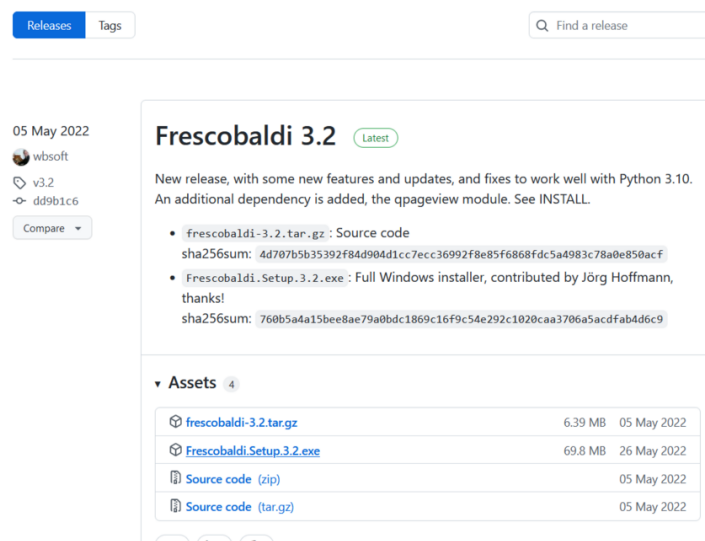 Releases Tags Find a release
05 May 2022
wbsoft
v3.2
dd9b1c6
Compare
Frescobaldi 3.2 Latest
New release, with some new features and updates, and fixes to work well with Python 3.10.
An additional dependency is added, the qpageview module. See INSTALL.
• frescobaldi-3.2.tar.gz : Source code
sha256sum: 4d707b5b35392f84d904d1cc7ecc36992f8e85f6868fdc5a4983c78a0e850acf
• Frescobaldi.Setup.3.2.exe : Full Windows installer, contributed by Jörg Hoffmann,
thanks!
sha256sum: 760b5a4a15bee8ae79a0bdc1869c16f9c54e292c1020caa3706a5acdfab4d6c9
Assets 4
frescobaldi-3.2.tar.gz 6.39 MB 05 May 2022
Frescobaldi.Setup.3.2.exe 69.8 MB 26 May 2022
Source code (zip) 05 May 2022
Source code (tar.gz) 05 May 2022